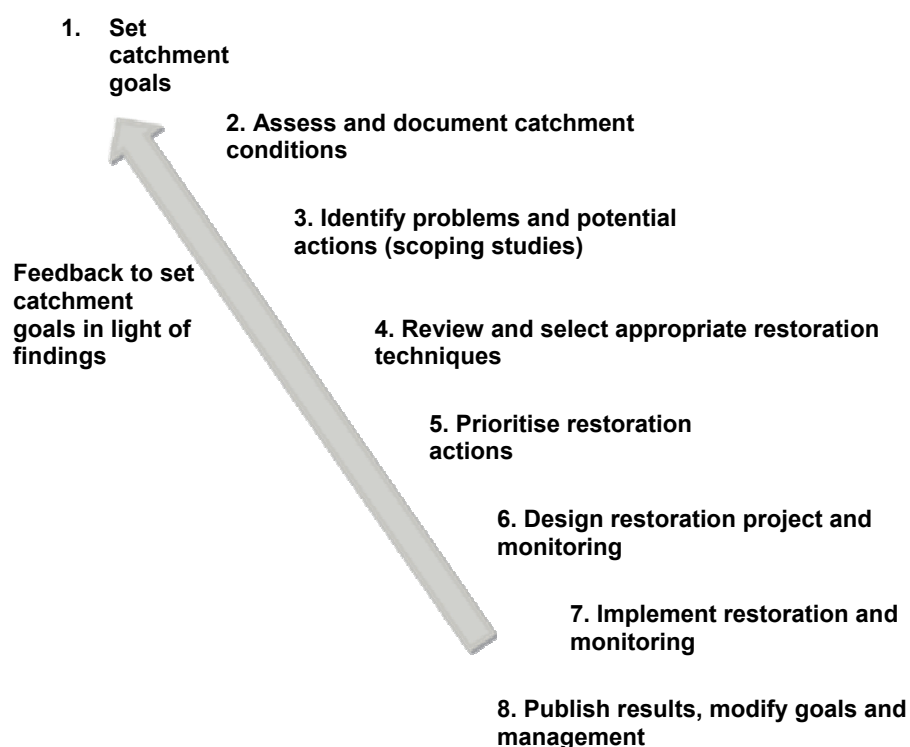 1. Set
catchment
goals
2. Assess and document catchment
conditions
3. Identify problems and potential
actions (scoping studies)
Feedback to set
catchment
goals in light of
findings
4. Review and select appropriate restoration
techniques
5. Prioritise restoration
actions
6. Design restoration project and
monitoring
7. Implement restoration and
monitoring
8. Publish results, modify goals and
management